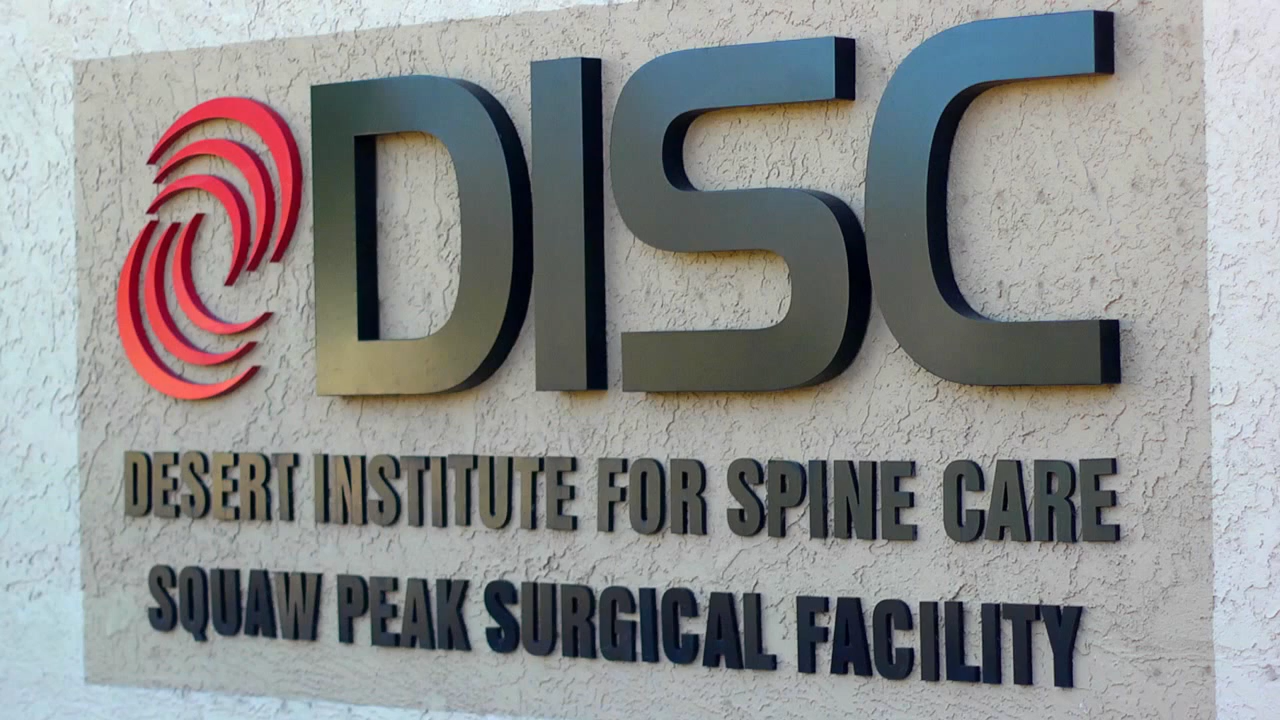 DISC
DESERT INSTITUTE FOR SPINE CARE
SQUAW PEAK SURGICAL FACILITY